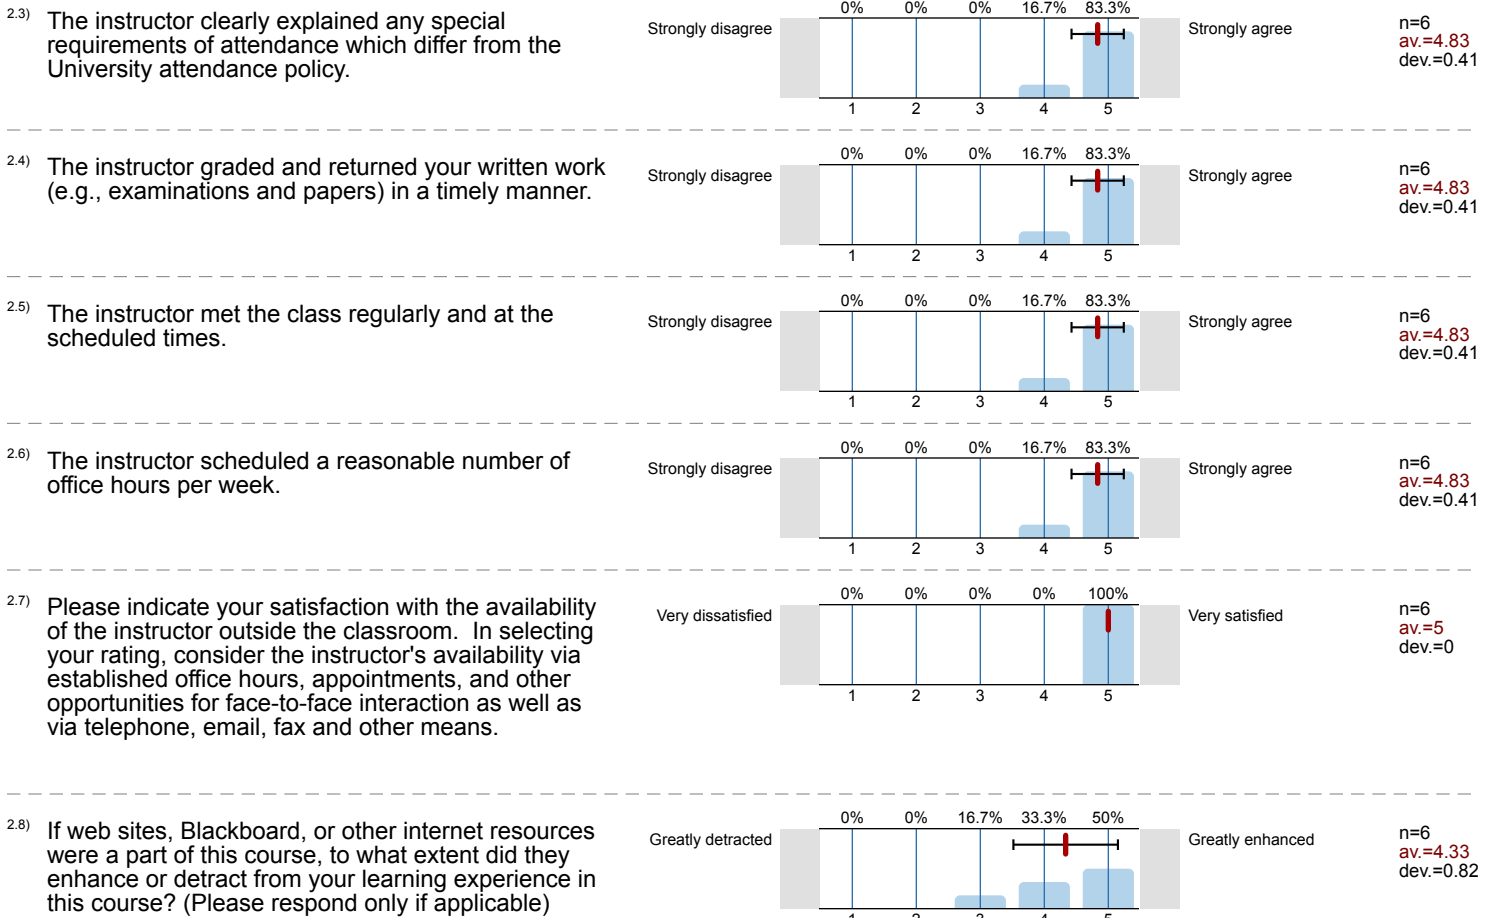 2.3) The instructor clearly explained any special
requirements of attendance which differ from the
University attendance policy.
Strongly disagree
0% 0% 0% 16.7% 83.3%
1 2 3 4 5
Strongly agree
n=6
av.=4.83
dev.=0.41
2.4) The instructor graded and returned your written work
(e.g., examinations and papers) in a timely manner.
Strongly disagree
0% 0% 0% 16.7% 83.3%
1 2 3 4 5
Strongly agree
n=6
av.=4.83
dev.=0.41
2.5) The instructor met the class regularly and at the
scheduled times.
Strongly disagree
0% 0% 0% 16.7% 83.3%
1 2 3 4 5
Strongly agree
n=6
av.=4.83
dev.=0.41
2.6) The instructor scheduled a reasonable number of
office hours per week.
Strongly disagree
0% 0% 0% 16.7% 83.3%
1 2 3 4 5
Strongly agree
n=6
av.=4.83
dev.=0.41
2.7) Please indicate your satisfaction with the availability
of the instructor outside the classroom. In selecting
your rating, consider the instructor's availability via
established office hours, appointments, and other
opportunities for face-to-face interaction as well as
via telephone, email, fax and other means.
Very dissatisfied
0% 0% 0% 0% 100%
1 2 3 4 5
Very satisfied
n=6
av.=5
dev.=0
2.8) If web sites, Blackboard, or other internet resources
were a part of this course, to what extent did they
enhance or detract from your learning experience in
this course? (Please respond only if applicable)
Greatly detracted
0% 0% 16.7% 33.3% 50%
1 2 3 4 5
Greatly enhanced
n=6
av.=4.33
dev.=0.82